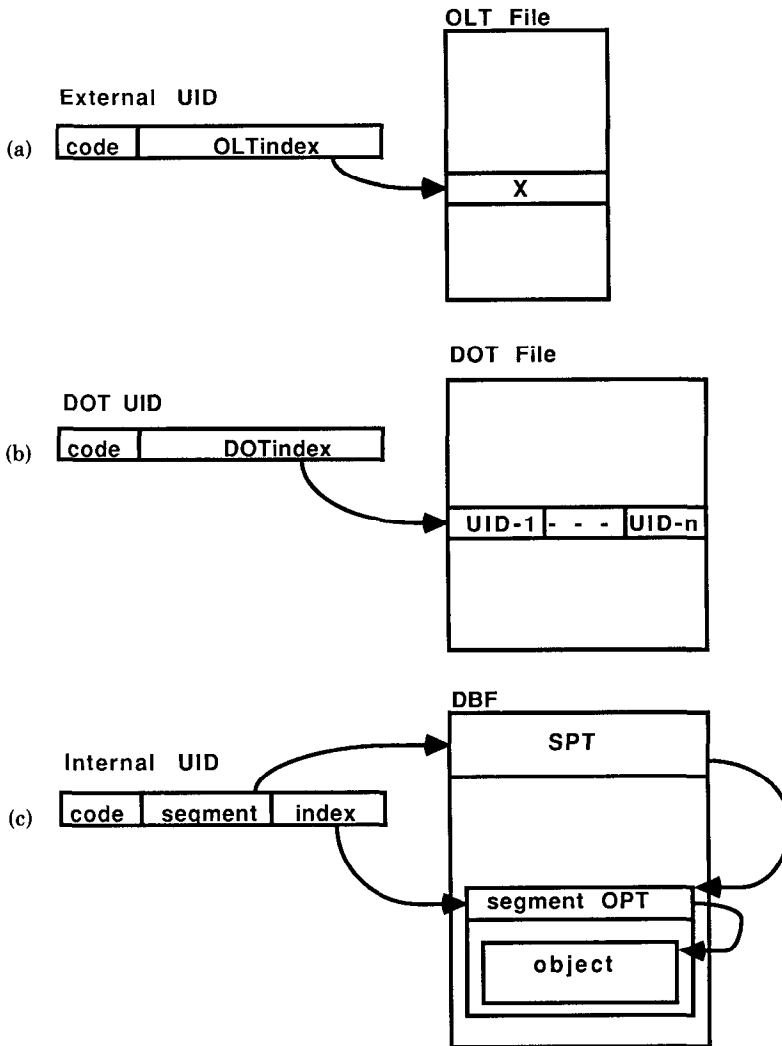 OLT File
External UID
(a)
code OLTindex
X
DOT File
DOT UID
(b)
code DOTindex
UID-1 - - - UID-n
DBF
SPT
Internal UID
(c)
code segment index
segment OPT
object